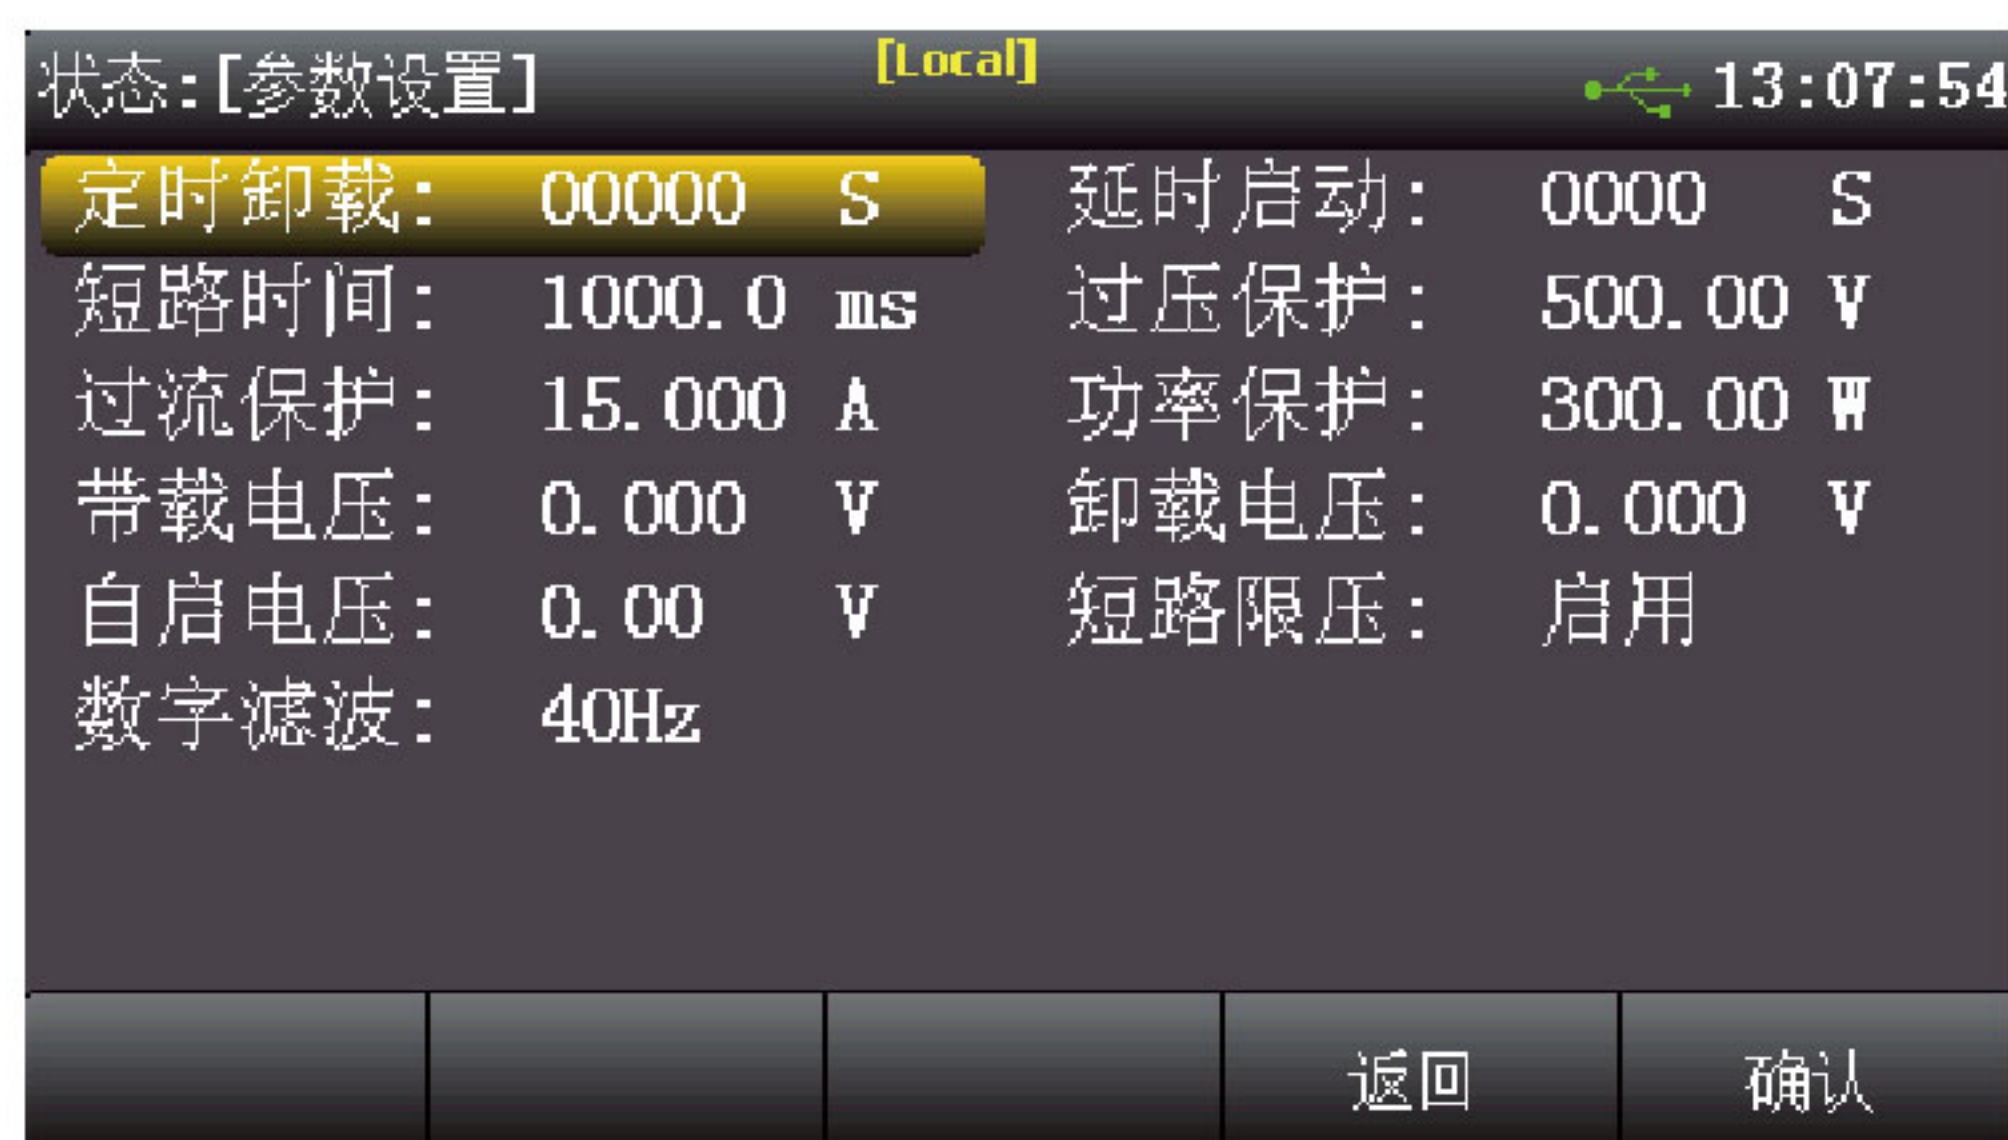 状态:[参数设置] [Local] 13:07:54
定时卸载: 00000 S 延时启动: 0000 S
短路时间: 1000.0 ms 过压保护: 500.00 V
过流保护: 15.000 A 功率保护: 300.00 W
带载电压: 0.000 V 卸载电压: 0.000 V
自启电压: 0.00 V 短路限压: 启用
数字滤波: 40Hz
返回 确认